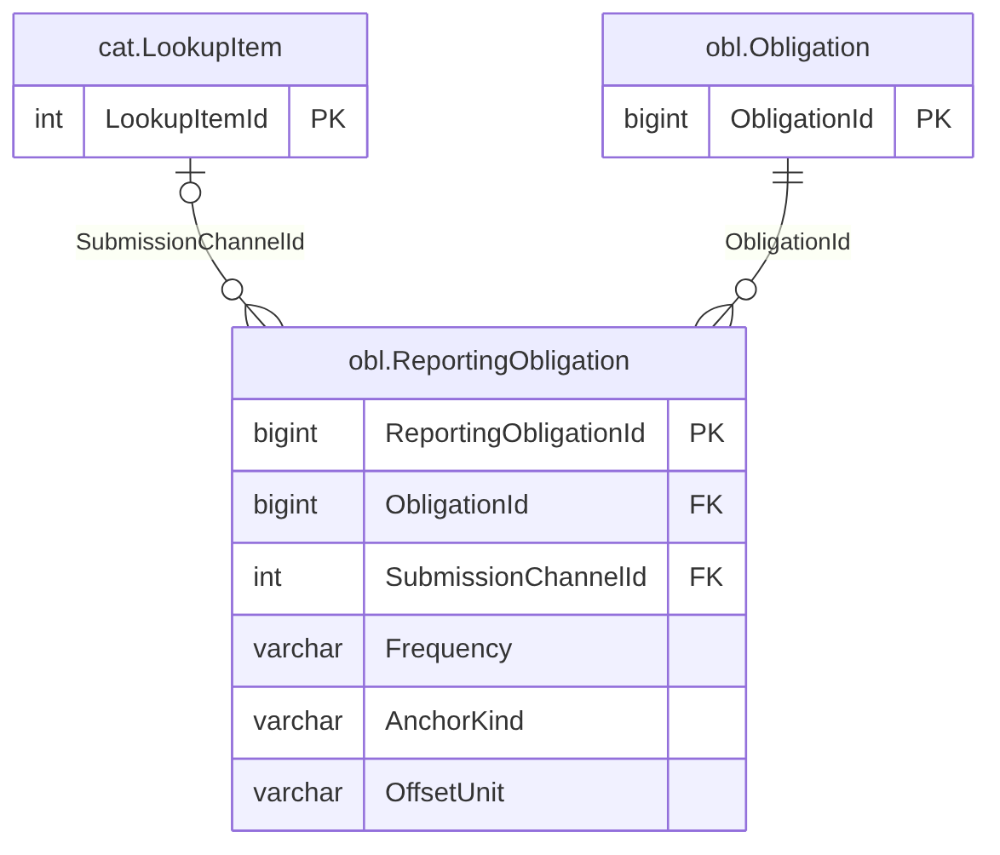 cat.LookupItem
int LookupItemId PK
obl.Obligation
bigint ObligationId PK
SubmissionChannelId
ObligationId
obl.ReportingObligation
bigint ReportingObligationId PK
bigint ObligationId FK
int SubmissionChannelId FK
varchar Frequency
varchar AnchorKind
varchar OffsetUnit